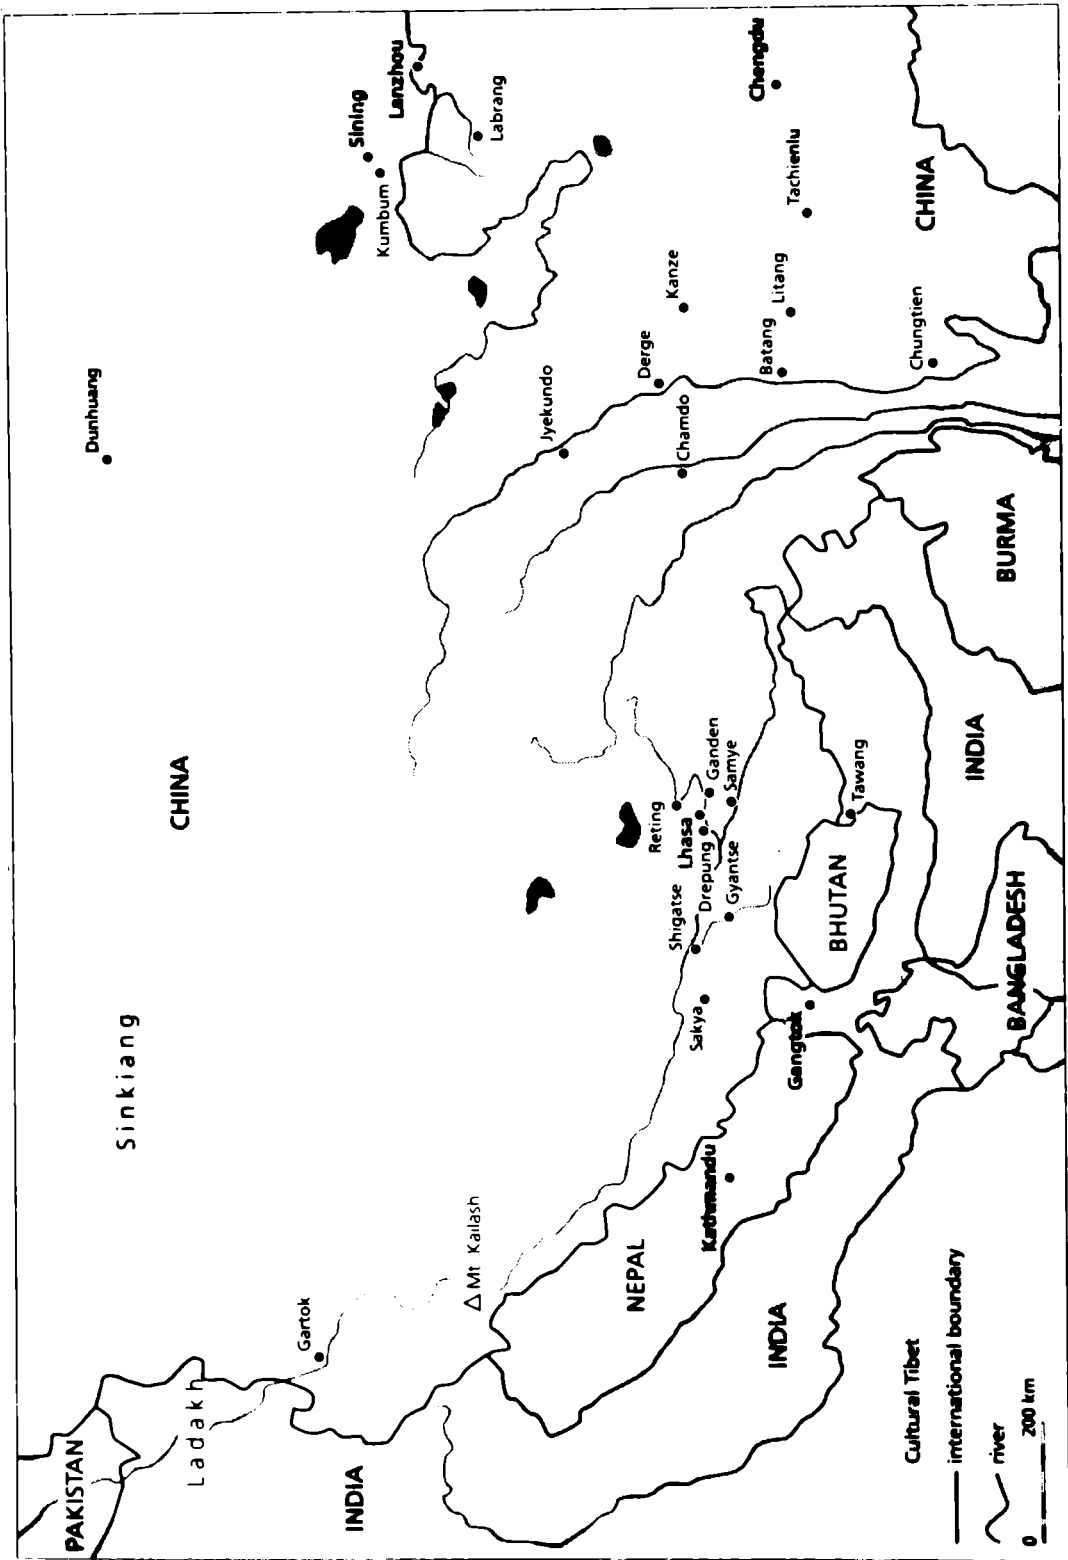 PAKISTAN
Dunhuang
Sinkiang
CHINA
Ladakh
Gartok
Sining
Kumbum
Lanzhou
INDIA
Mt Kailash
Labrang
Jyekundo
NEPAL
Reting
Derge
Kanze
Shigatse
Lhasa
Chamdo
Sakya
Drepung
Ganden
Kathmandu
Gyantse
Samye
Chengdu
INDIA
Batang
Litang
Tachienlu
Gangtok
BHUTAN
Tawang
Cultural Tibet
Chungtien
CHINA
international boundary
INDIA
river
BANGLADESH
BURMA
0 200 km